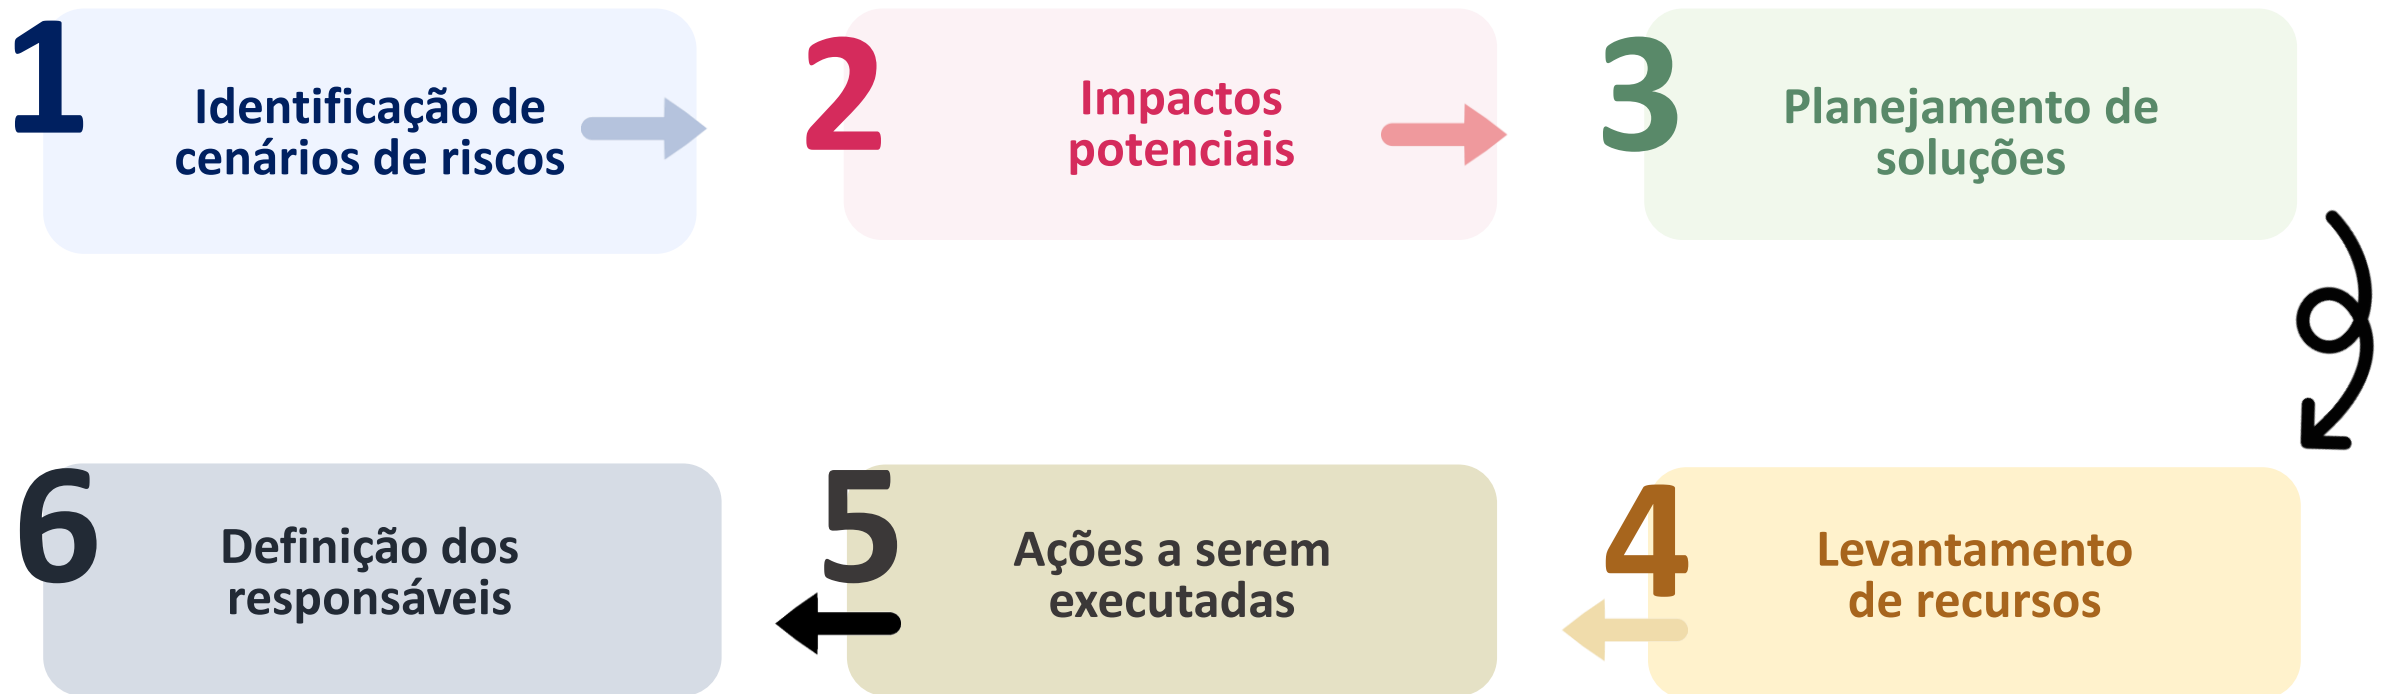 1
Identificação de
cenários de riscos
2
Impactos
potenciais
3
Planejamento de
soluções
4
Levantamento
de recursos
5
Ações a serem
executadas
6
Definição dos
responsáveis